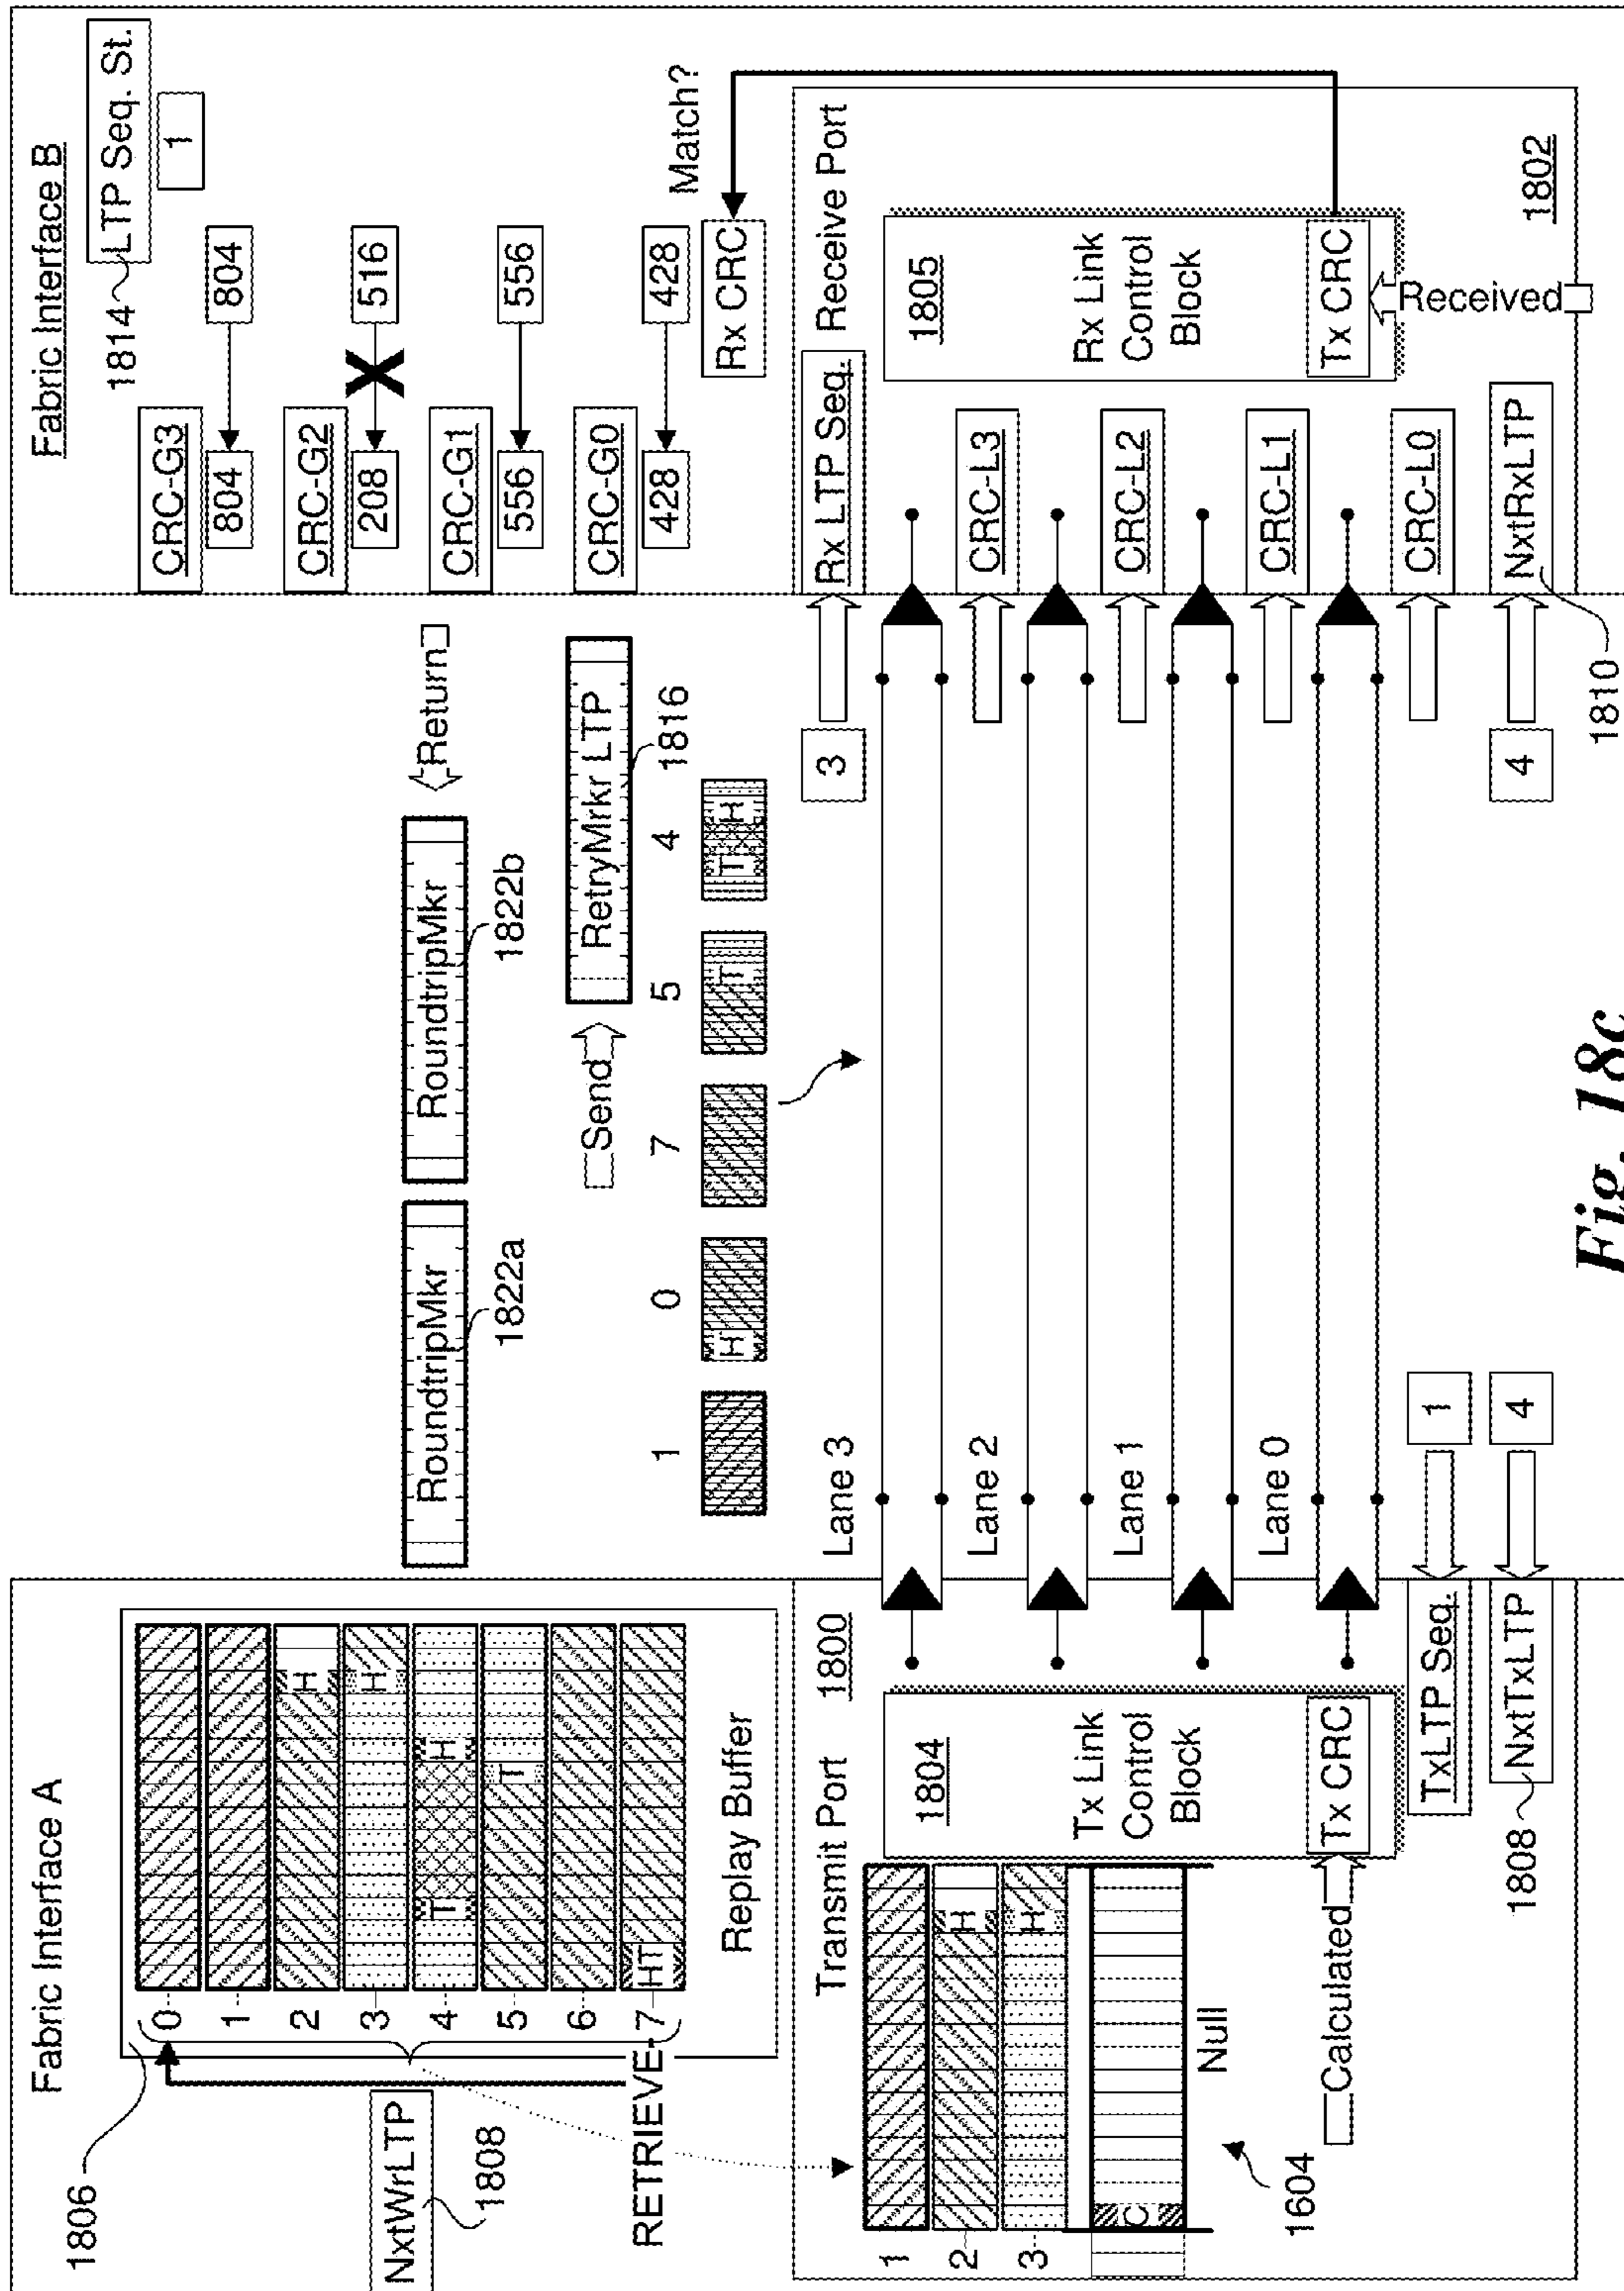 Fabric Interface A
1806
0
1
2
H
3
H
4
T
H
5
T
6
7
HT
Replay Buffer
NxtWrLTP
1808
RETRIEVE
Transmit Port
1800
1
2
H
3
H
C
Null
1604
1804
Tx Link
Control
Block
Tx CRC
Calculated
TxLTP Seq.
1
NxtTxLTP
4
1808
RoundtripMkr
1822a
RoundtripMkr
1822b
Return
Send
RetryMrkr LTP
1816
1
0
7
5
4
H
T
T
H
Lane 3
Lane 2
Lane 1
Lane 0
3
4
1810
Fabric Interface B
1814
LTP Seq. St.
1
CRC-G3
804
804
CRC-G2
208
516
CRC-G1
556
556
CRC-G0
428
428
Rx CRC
Match?
Rx LTP Seq.
Receive Port
CRC-L3
CRC-L2
CRC-L1
CRC-L0
NxtRxLTP
1805
Rx Link
Control
Block
Tx CRC
Received
1802
Fig. 18c